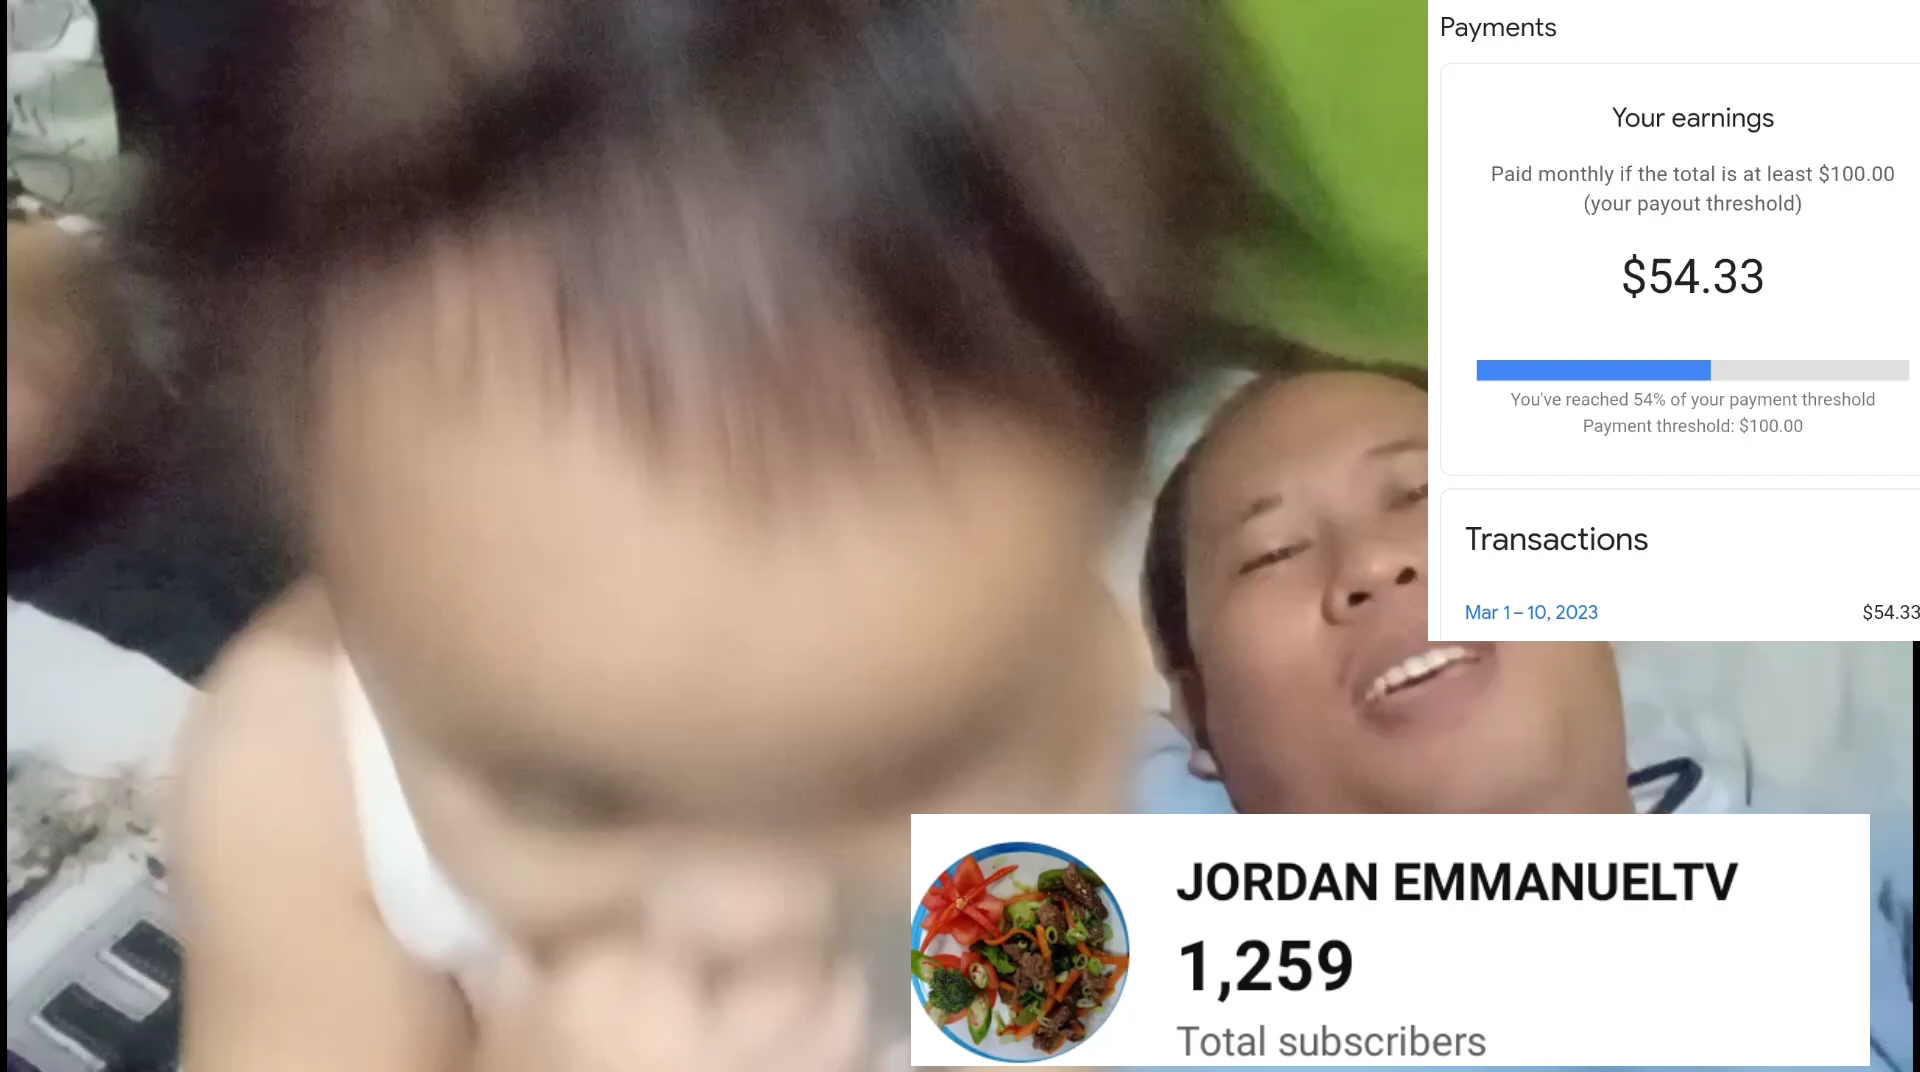 Payments
Your earnings
Paid monthly if the total is at least $100.00
(your payout threshold)
$54.33
You've reached 54% of your payment threshold
Payment threshold: $100.00
Transactions
Mar 1 – 10, 2023 $54.33
JORDAN EMMANUELTV
1,259
Total subscribers